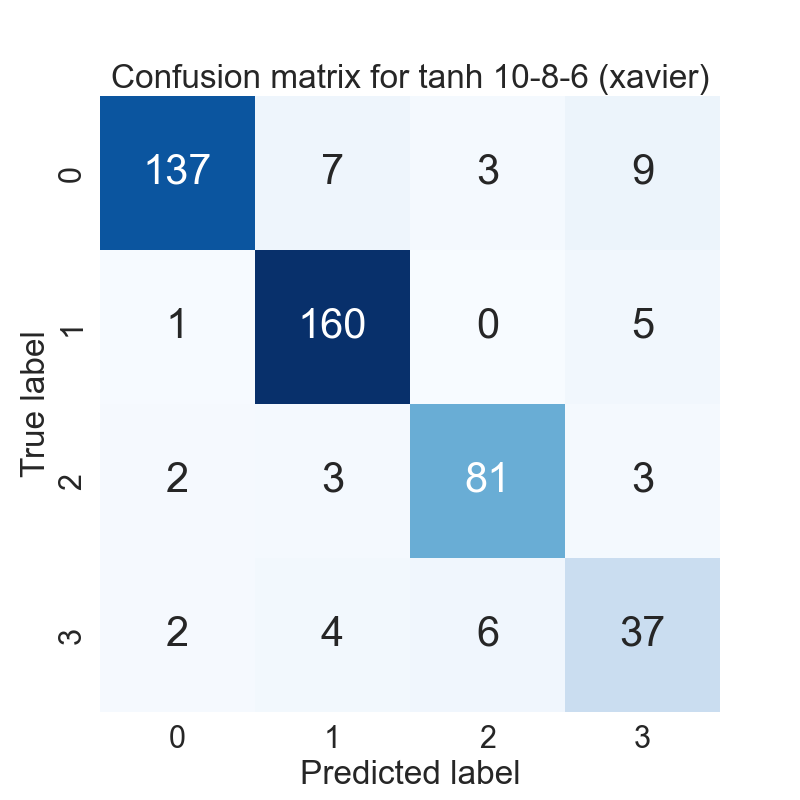 Confusion matrix for tanh 10-8-6 (xavier)
0 137 7 3 9
1 1 160 0 5
2 2 3 81 3
3 2 4 6 37
True label
0 1 2 3
Predicted label